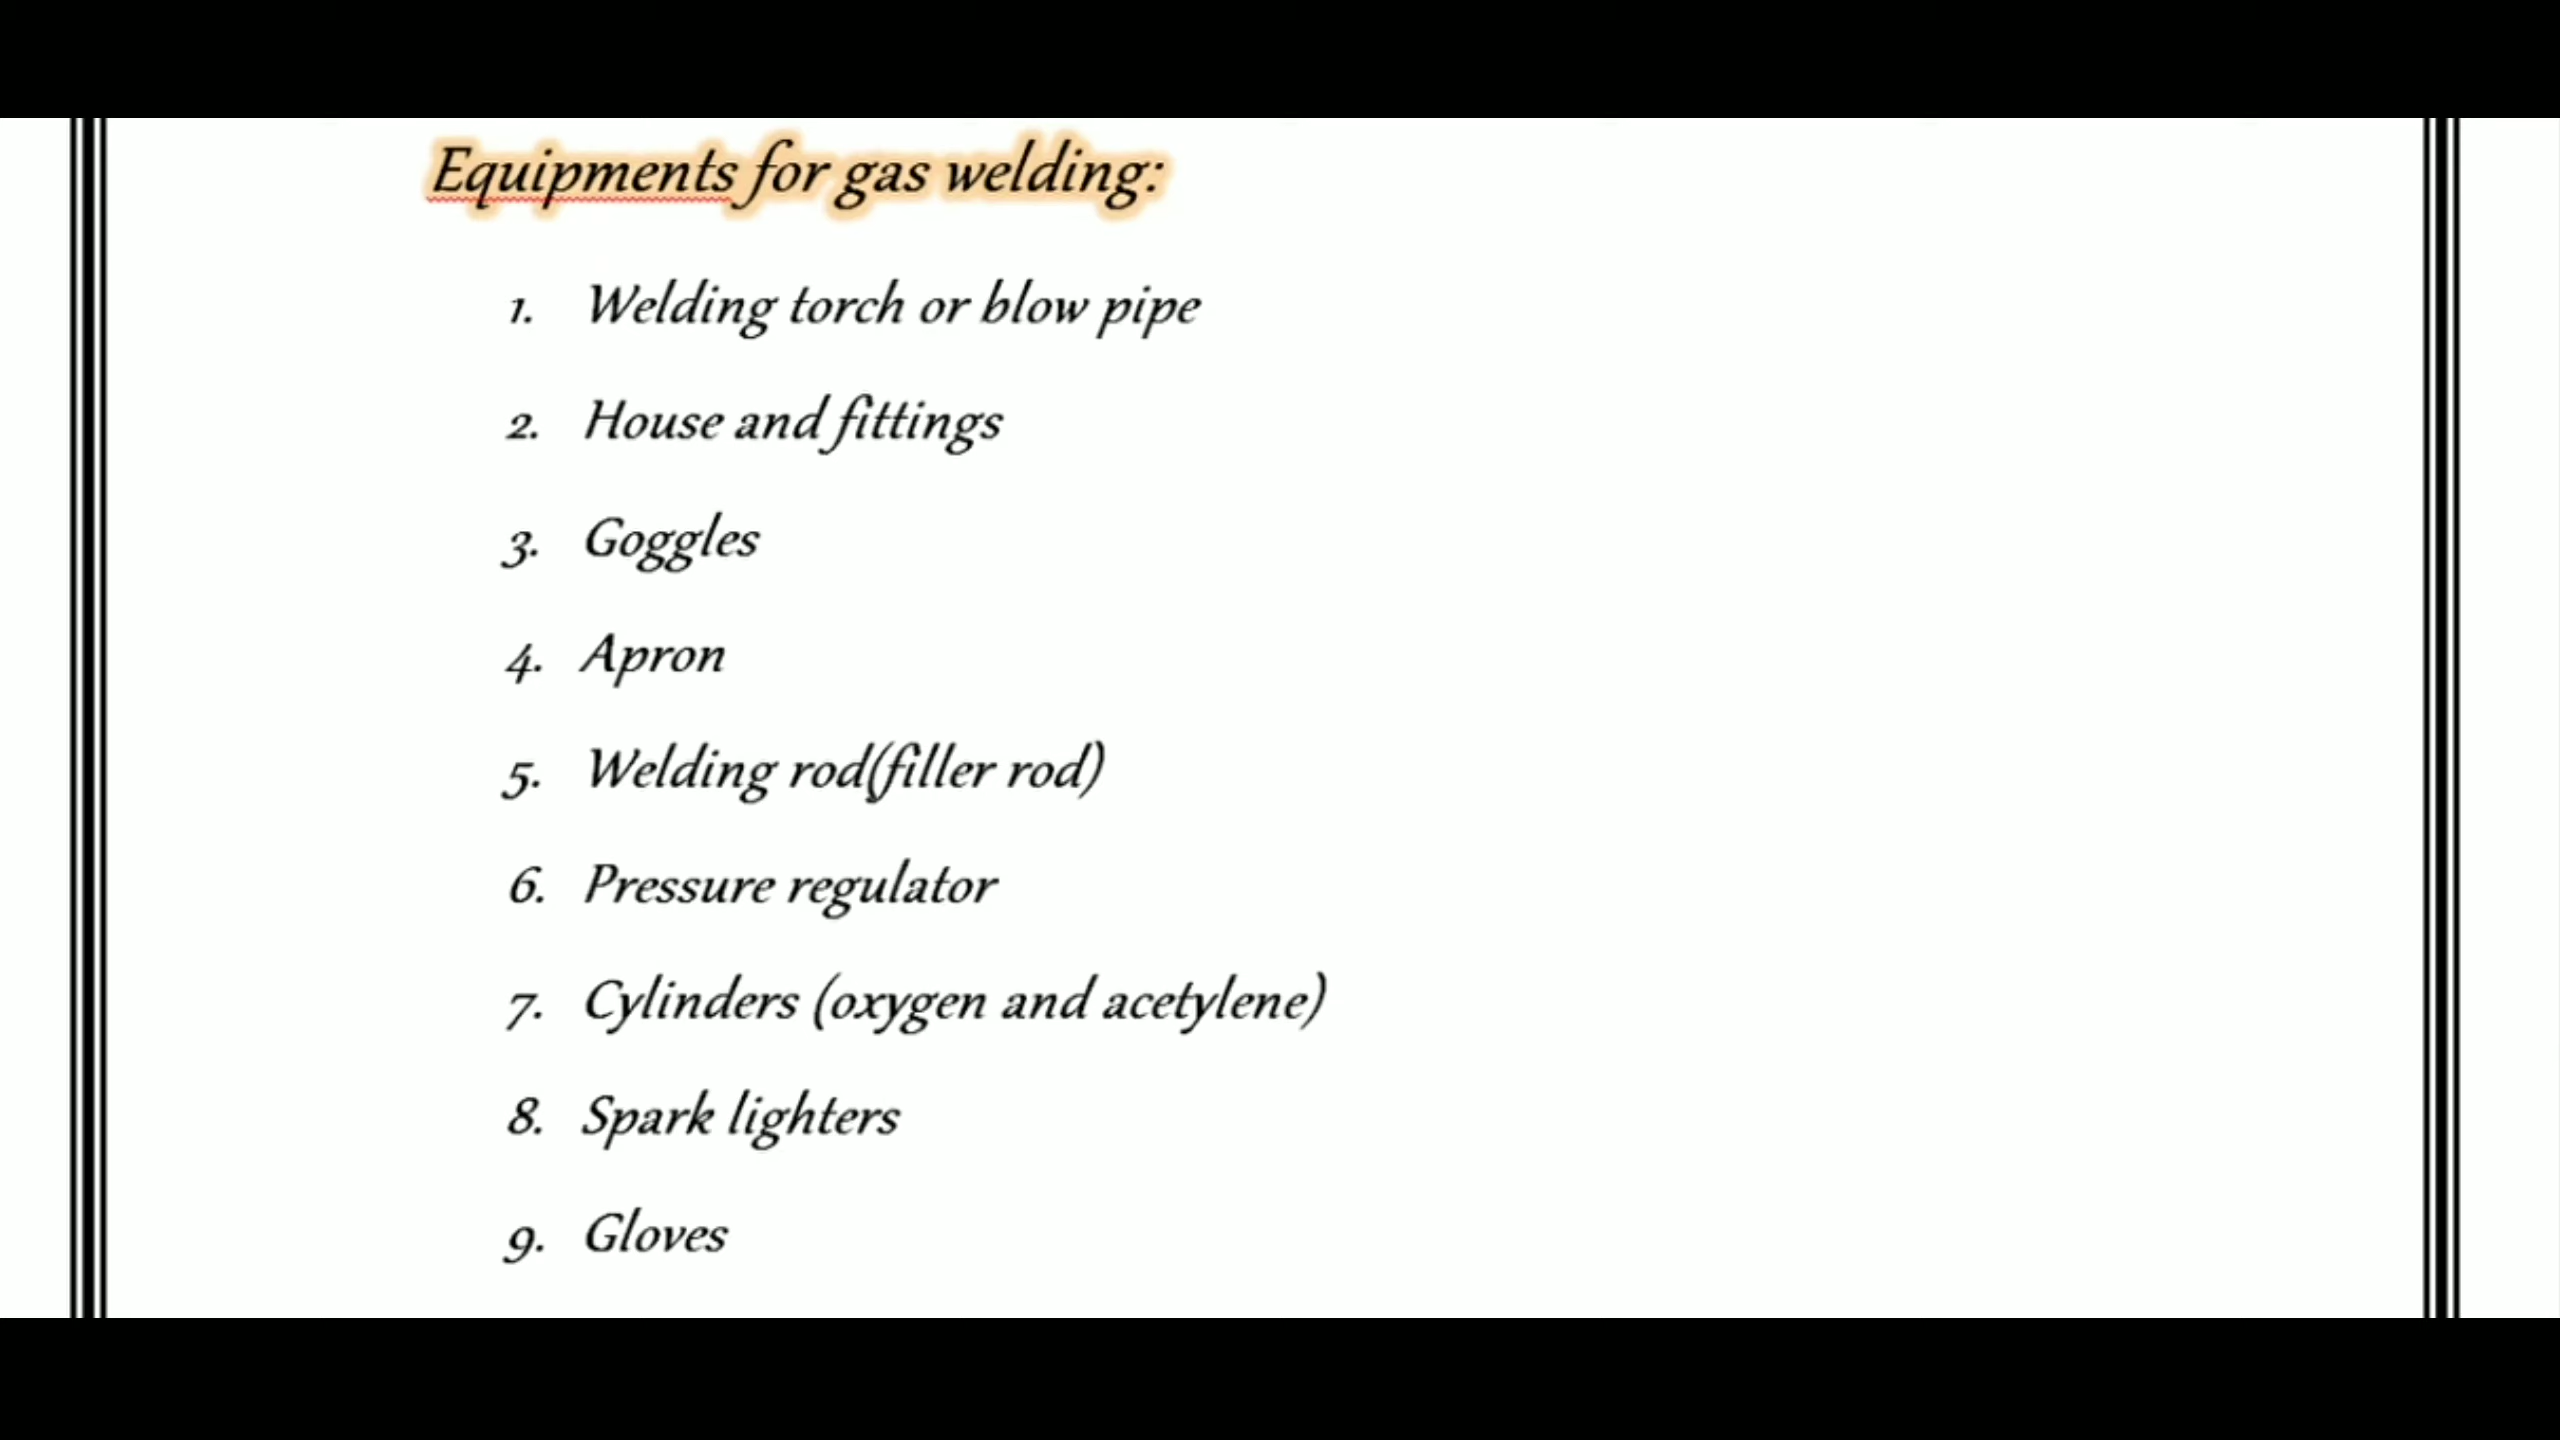 Equipments for gas welding:
1. Welding torch or blow pipe
2. House and fittings
3. Goggles
4. Apron
5. Welding rod(filler rod)
6. Pressure regulator
7. Cylinders (oxygen and acetylene)
8. Spark lighters
9. Gloves